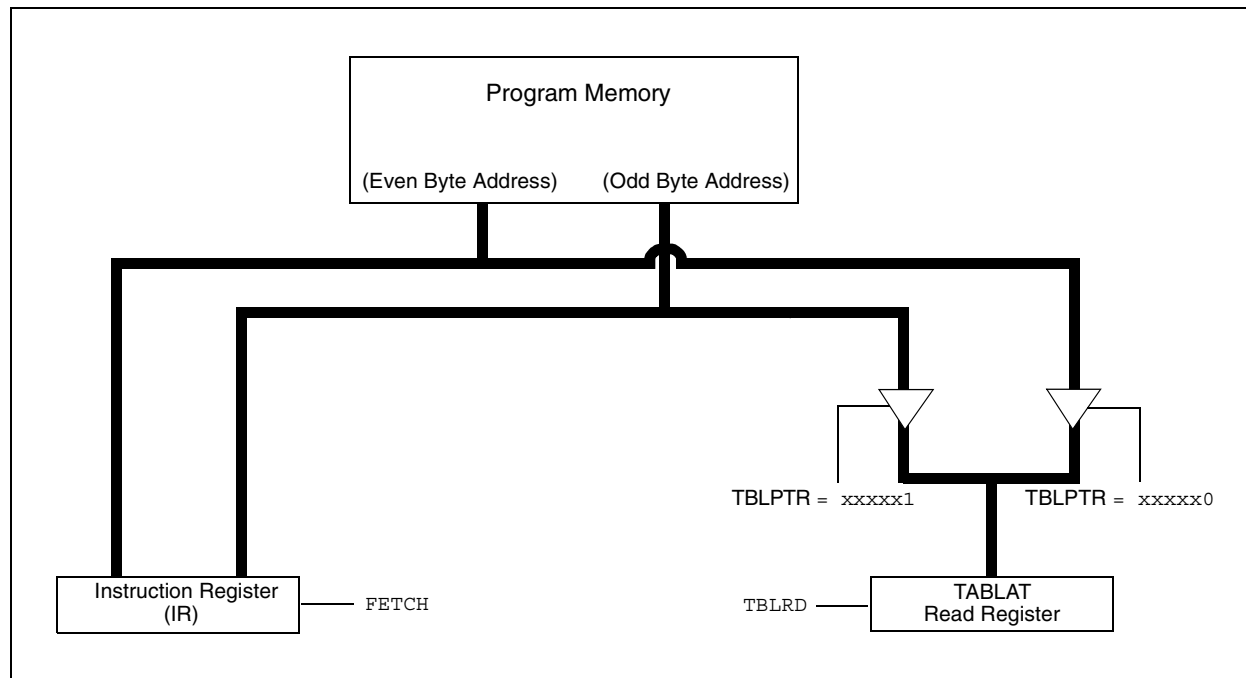 Program Memory
(Even Byte Address) (Odd Byte Address)
TBLPTR = xxxxx1 TBLPTR = xxxxx0
Instruction Register
(IR)
FETCH
TBLRD
TABLAT
Read Register